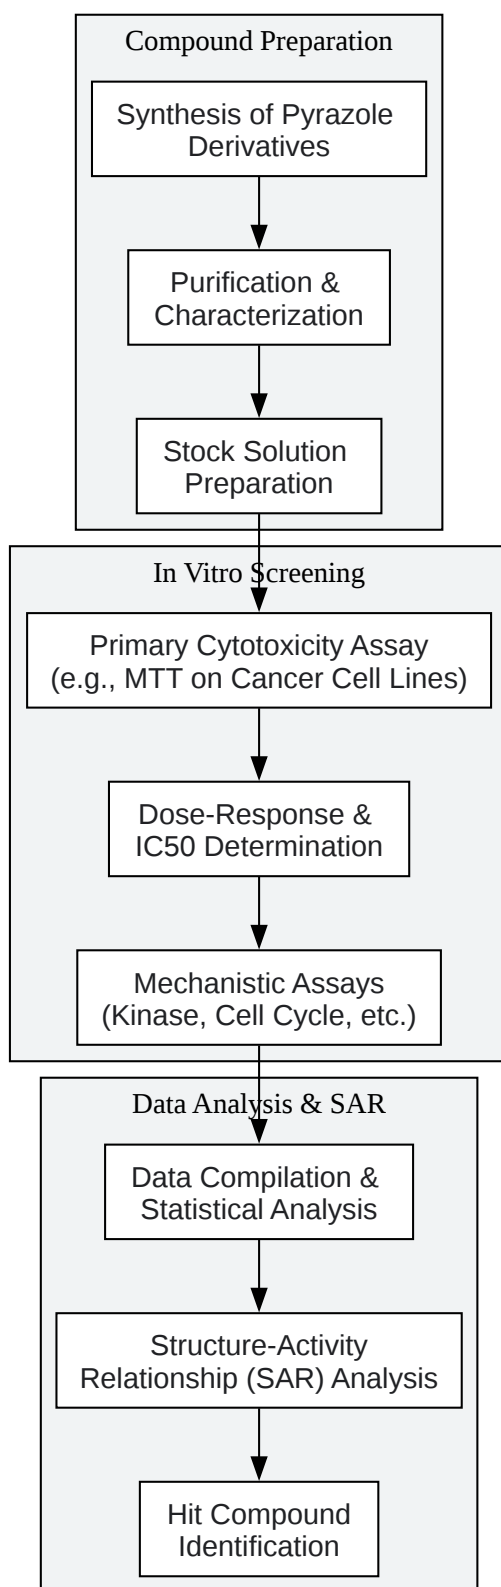 Compound Preparation
Synthesis of Pyrazole
Derivatives
Purification &
Characterization
Stock Solution
Preparation
In Vitro Screening
Primary Cytotoxicity Assay
(e.g., MTT on Cancer Cell Lines)
Dose-Response &
IC50 Determination
Mechanistic Assays
(Kinase, Cell Cycle, etc.)
Data Analysis & SAR
Data Compilation &
Statistical Analysis
Structure-Activity
Relationship (SAR) Analysis
Hit Compound
Identification